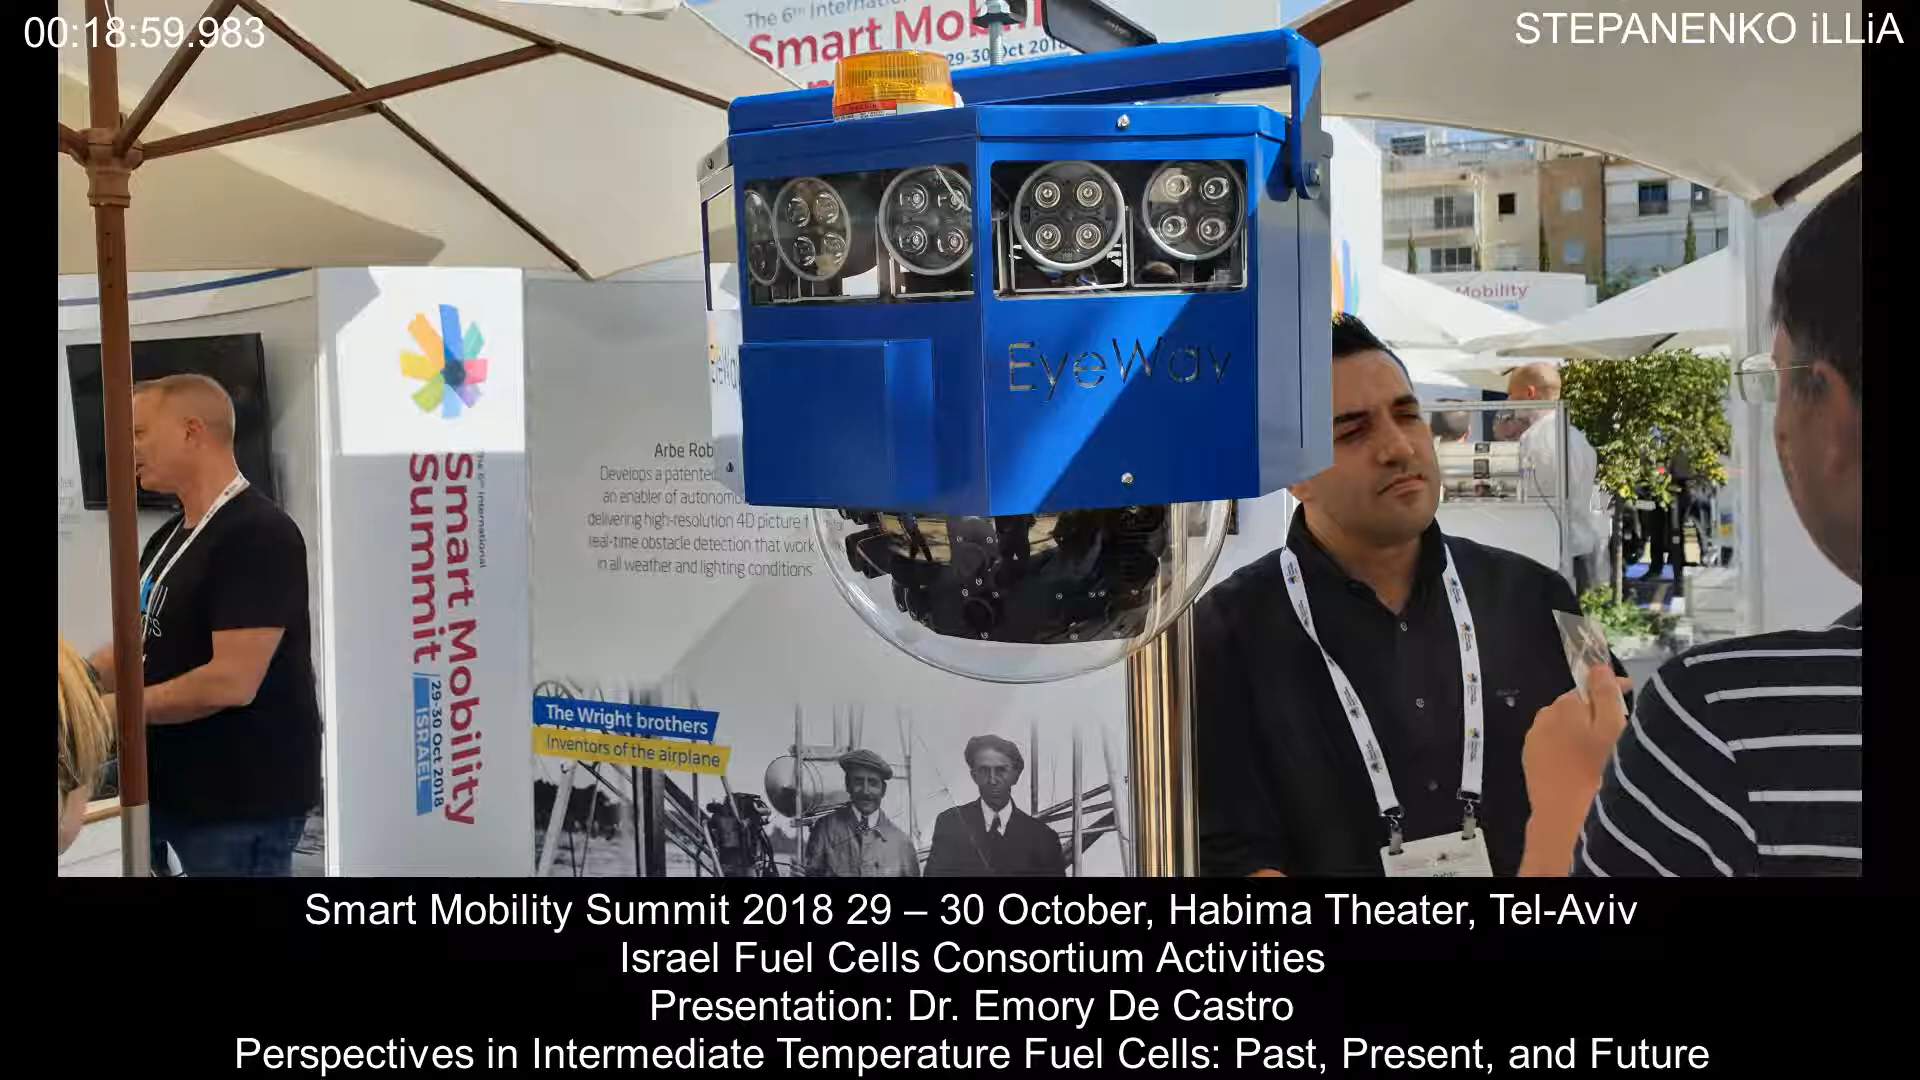 00:18:59.983
STEPANENKO iLLiA
The 6th Internatio
Smart Mobili
29-30 Oct 2018
Mobility
EyeWay
Arbe Rob
Develops a patented
an enabler of autonomo
delivering high-resolution 4D picture f
real-time obstacle detection that work
in all weather and lighting conditions
The 6th International
Smart Mobility
Summit
29-30 Oct 2018
ISRAEL
The Wright brothers
Inventors of the airplane
Smart Mobility Summit 2018 29 – 30 October, Habima Theater, Tel-Aviv
Israel Fuel Cells Consortium Activities
Presentation: Dr. Emory De Castro
Perspectives in Intermediate Temperature Fuel Cells: Past, Present, and Future